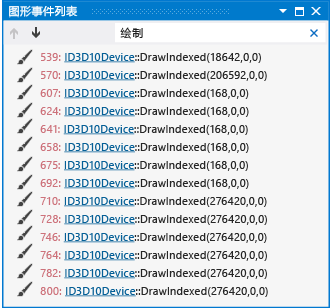 图形事件列表
绘制
539: ID3D10Device::DrawIndexed(18642,0,0)
570: ID3D10Device::DrawIndexed(206592,0,0)
607: ID3D10Device::DrawIndexed(168,0,0)
624: ID3D10Device::DrawIndexed(168,0,0)
641: ID3D10Device::DrawIndexed(168,0,0)
658: ID3D10Device::DrawIndexed(168,0,0)
675: ID3D10Device::DrawIndexed(168,0,0)
692: ID3D10Device::DrawIndexed(168,0,0)
710: ID3D10Device::DrawIndexed(276420,0,0)
728: ID3D10Device::DrawIndexed(276420,0,0)
746: ID3D10Device::DrawIndexed(276420,0,0)
764: ID3D10Device::DrawIndexed(276420,0,0)
782: ID3D10Device::DrawIndexed(276420,0,0)
800: ID3D10Device::DrawIndexed(276420,0,0)